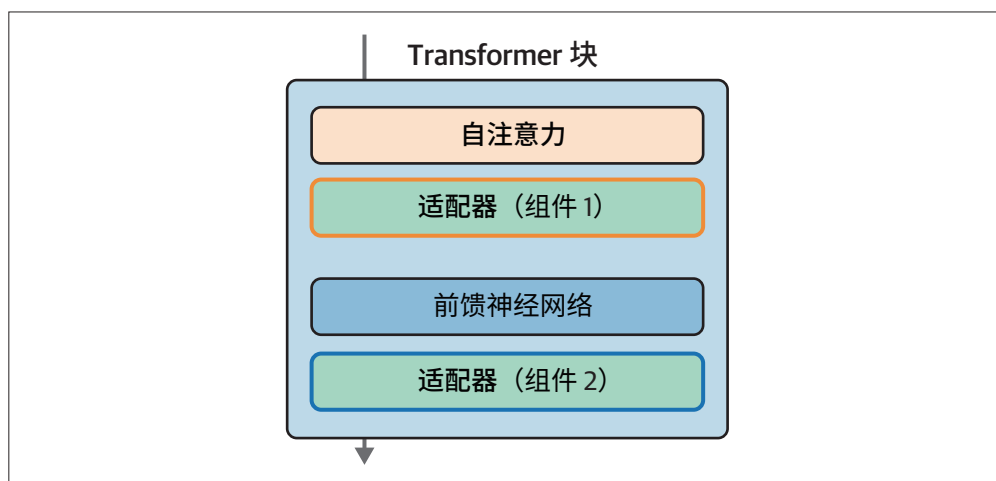 Transformer 块
自注意力
适配器（组件 1）
前馈神经网络
适配器（组件 2）